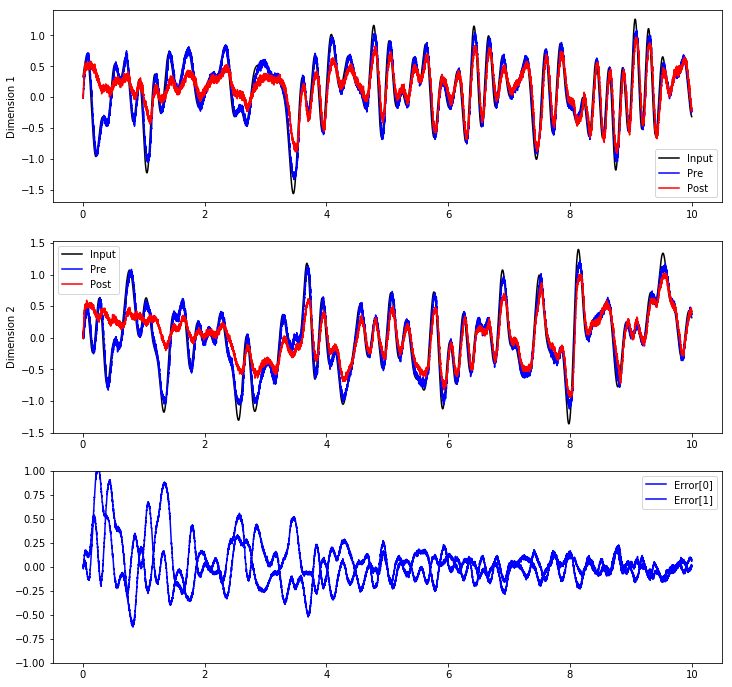 Dimension 1
1.0
0.5
0.0
−0.5
−1.0
−1.5
Input
Pre
Post
0 2 4 6 8 10
Dimension 2
1.5
1.0
0.5
0.0
−0.5
−1.0
−1.5
Input
Pre
Post
0 2 4 6 8 10
1.00
0.75
0.50
0.25
0.00
−0.25
−0.50
−0.75
−1.00
Error[0]
Error[1]
0 2 4 6 8 10